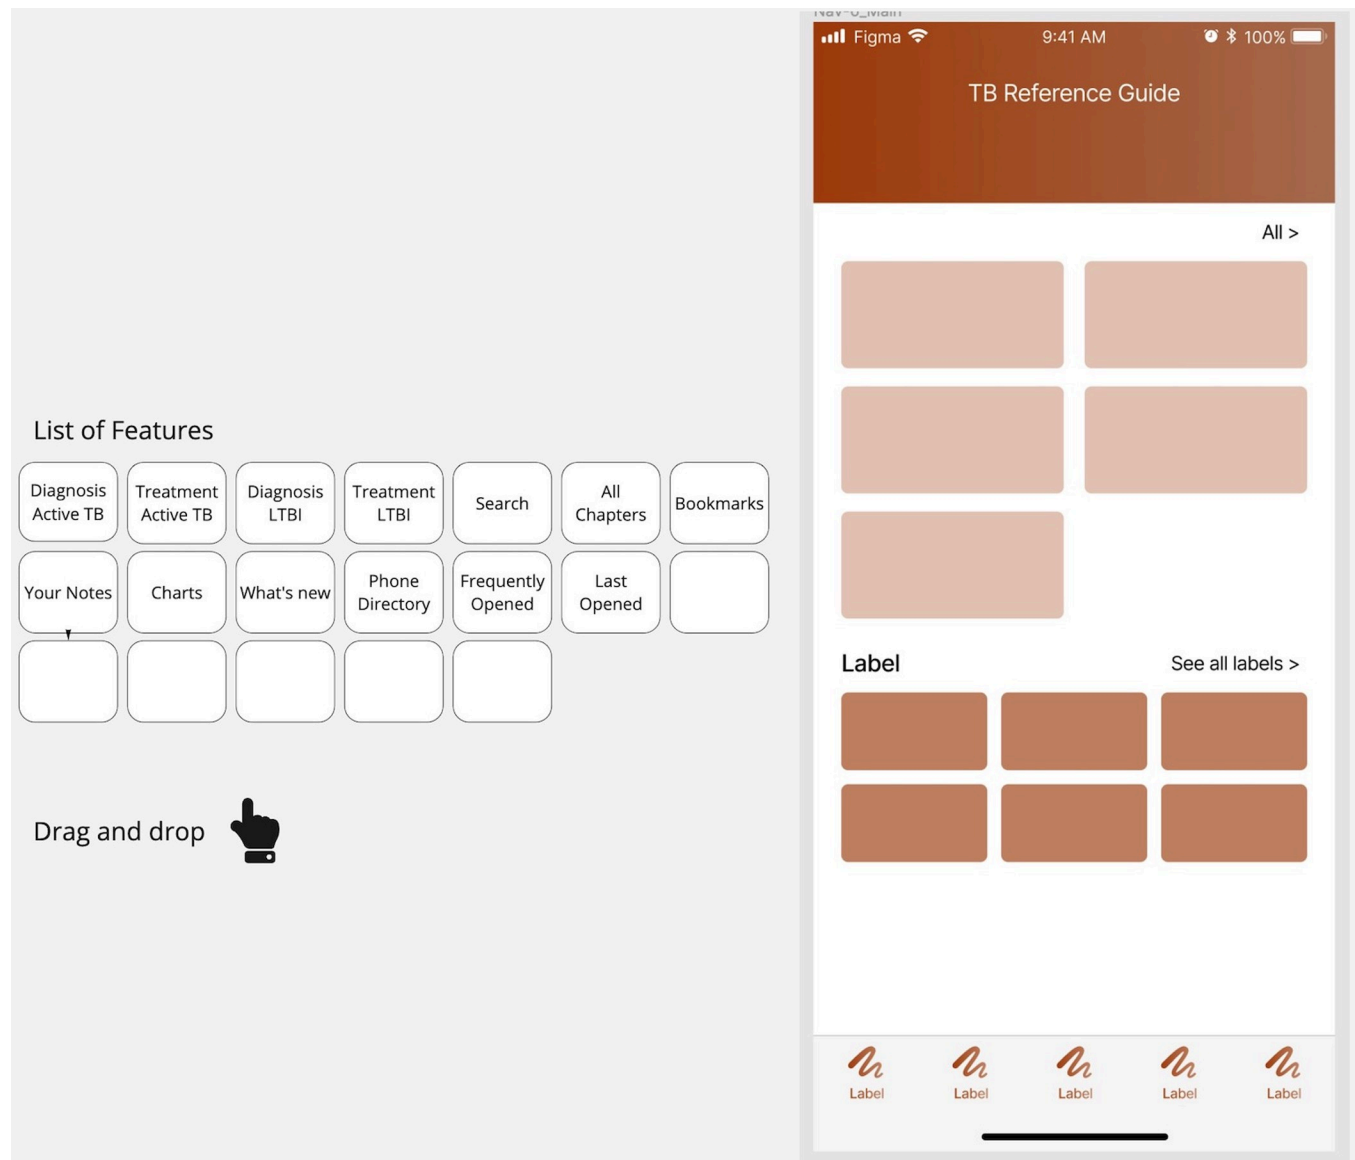 Nav-6_Main
Figma
9:41 AM
100%
TB Reference Guide
All >
List of Features
Diagnosis
Active TB
Treatment
Active TB
Diagnosis
LTBI
Treatment
LTBI
Search
All
Chapters
Bookmarks
Your Notes
Charts
What's new
Phone
Directory
Frequently
Opened
Last
Opened
Drag and drop
Label
See all labels >
Label
Label
Label
Label
Label